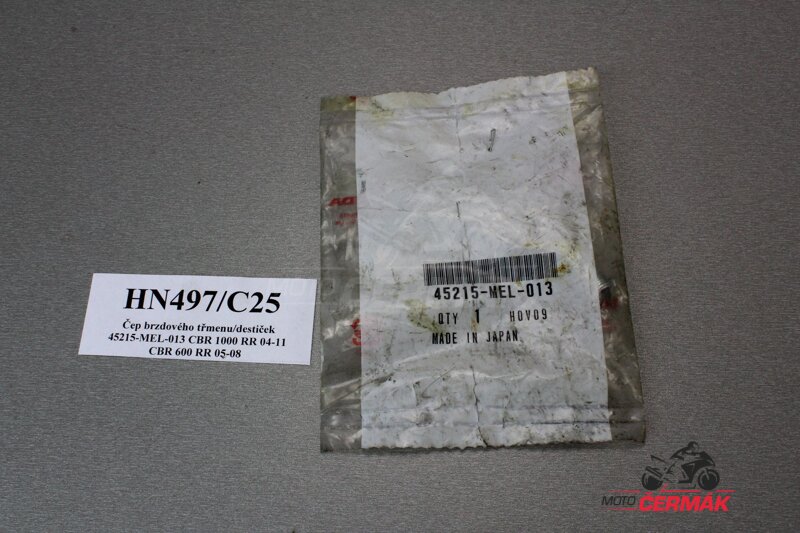 HN497/C25
Čep brzdového třmenu/destiček
45215-MEL-013 CBR 1000 RR 04-11
CBR 600 RR 05-08
45215-MEL-013
QTY 1 HOV09
MADE IN JAPAN
MOTO ČERMÁK